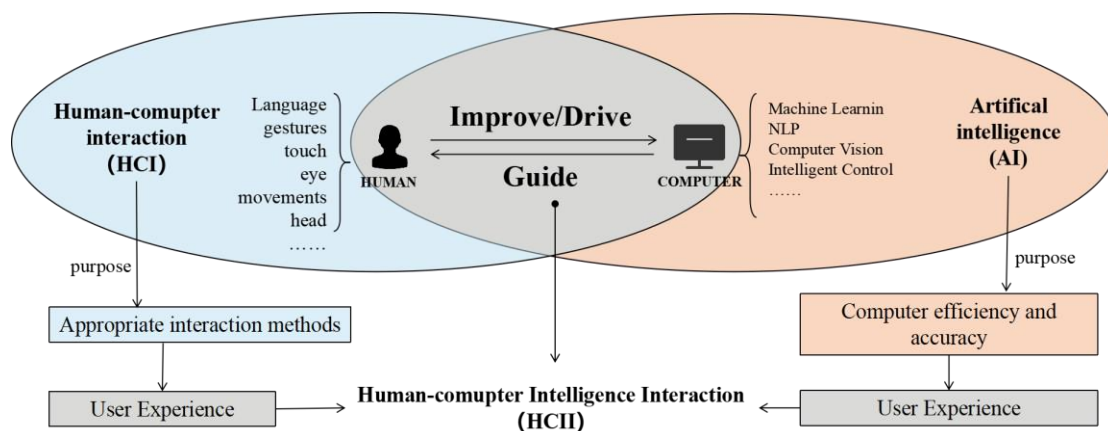 Human-comupter
interaction
(HCI)
Language
gestures
touch
eye
movements
head
……
HUMAN
Improve/Drive
Guide
COMPUTER
Machine Learnin
NLP
Computer Vision
Intelligent Control
……
Artifical
intelligence
(AI)
purpose
purpose
Appropriate interaction methods
Computer efficiency and
accuracy
User Experience
Human-comupter Intelligence Interaction
(HCII)
User Experience